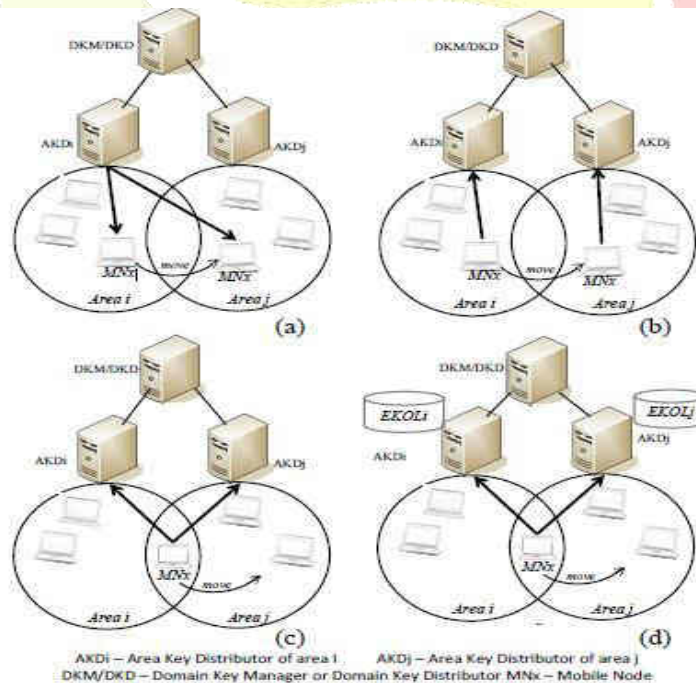 DKM/DKD
AKDi
AKDj
MNx
move
MNx
Area i
Area j
(a)
DKM/DKD
AKDi
AKDj
MNx
move
MNx
Area i
Area j
(b)
DKM/DKD
AKDi
AKDj
MNx
move
Area i
Area j
(c)
DKM/DKD
EKOLi
EKOLj
AKDi
AKDj
MNx
move
Area i
Area j
(d)
AKDi – Area Key Distributor of area i AKDj – Area Key Distributor of area j
DKM/DKD – Domain Key Manager or Domain Key Distributor MNx – Mobile Node